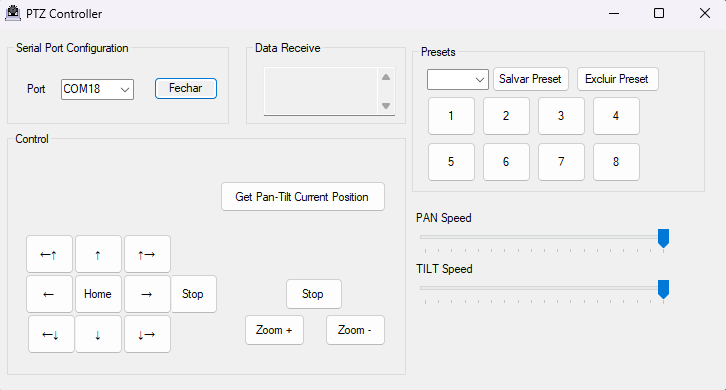 PTZ Controller
Serial Port Configuration
Port COM18 Fechar
Data Receive
Presets
Salvar Preset Excluir Preset
1 2 3 4
5 6 7 8
Control
Get Pan-Tilt Current Position
←↑ ↑ ↑→
← Home → Stop
←↓ ↓ ↓→
Stop
Zoom + Zoom -
PAN Speed
TILT Speed